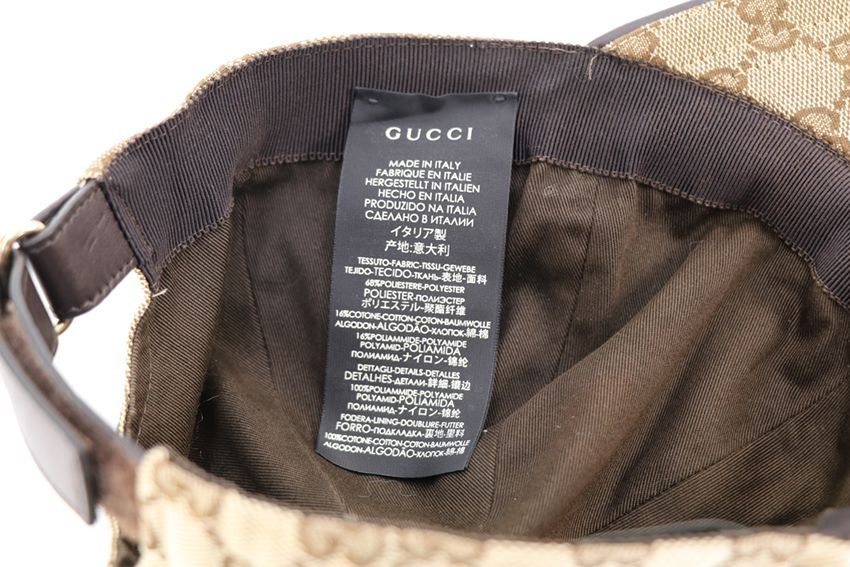 GUCCI
MADE IN ITALY
FABRIQUE EN ITALIE
HERGESTELLT IN ITALIEN
HECHO EN ITALIA
PRODUZIDO NA ITALIA
СДЕЛАНО В ИТАЛИИ
イタリア製
产地:意大利
TESSUTO-FABRIC-TISSU-GEWEBE
TEJIDO-TECIDO-ТКАНЬ-表地-面料
68%POLIESTERE-POLYESTER
POLIESTER-ПОЛИЭСТЕР
ポリエステル-聚酯纤维
16%COTONE-COTTON-COTON-BAUMWOLLE
ALGODON-ALGODÃO-ХЛОПОК-綿-棉
16%POLIAMMIDE-POLYAMIDE
POLYAMID-POLIAMIDA
ПОЛИАМИД-ナイロン-锦纶
DETTAGLI-DETAILS-DETALLES
DETALHES-ДЕТАЛИ-詳細-镶边
100%POLIAMMIDE-POLYAMIDE
POLYAMID-POLIAMIDA
ПОЛИАМИД-ナイロン-锦纶
FODERA-LINING-DOUBLURE-FUTTER
FORRO-ПОДКЛАДКА-裏地-里料
100%COTONE-COTTON-COTON-BAUMWOLLE
ALGODON-ALGODÃO-ХЛОПОК-綿-棉